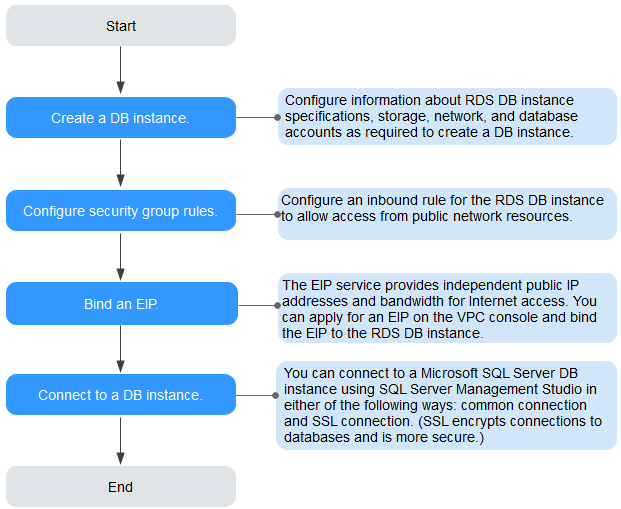 Start
Create a DB instance.
Configure information about RDS DB instance
specifications, storage, network, and database
accounts as required to create a DB instance.
Configure security group rules.
Configure an inbound rule for the RDS DB instance
to allow access from public network resources.
Bind an EIP.
The EIP service provides independent public IP
addresses and bandwidth for Internet access. You
can apply for an EIP on the VPC console and bind
the EIP to the RDS DB instance.
Connect to a DB instance.
You can connect to a Microsoft SQL Server DB
instance using SQL Server Management Studio in
either of the following ways: common connection
and SSL connection. (SSL encrypts connections to
databases and is more secure.)
End